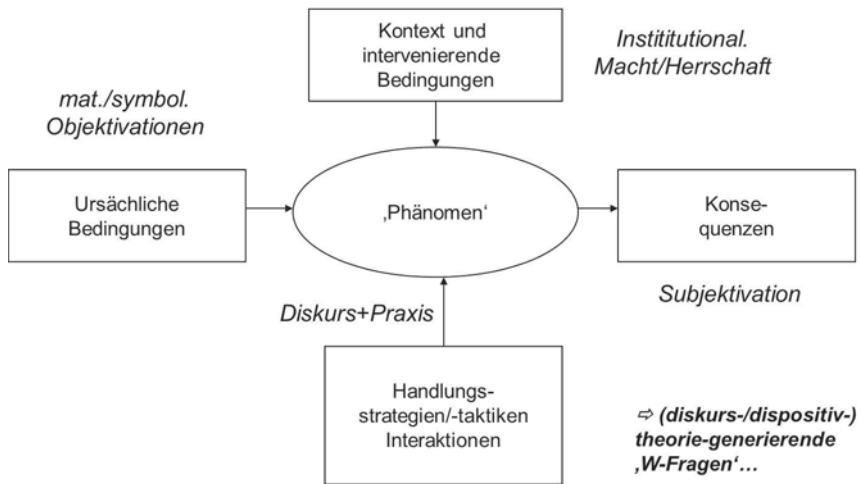 Kontext und
intervenierende
Bedingungen
Instititutional.
Macht/Herrschaft
mat./symbol.
Objektivationen
Ursächliche
Bedingungen
‚Phänomen‘
Konse-
quenzen
Subjektivation
Diskurs+Praxis
Handlungs-
strategien/-taktiken
Interaktionen
⇨ (diskurs-/dispositiv-)
theorie-generierende
‚W-Fragen‘…